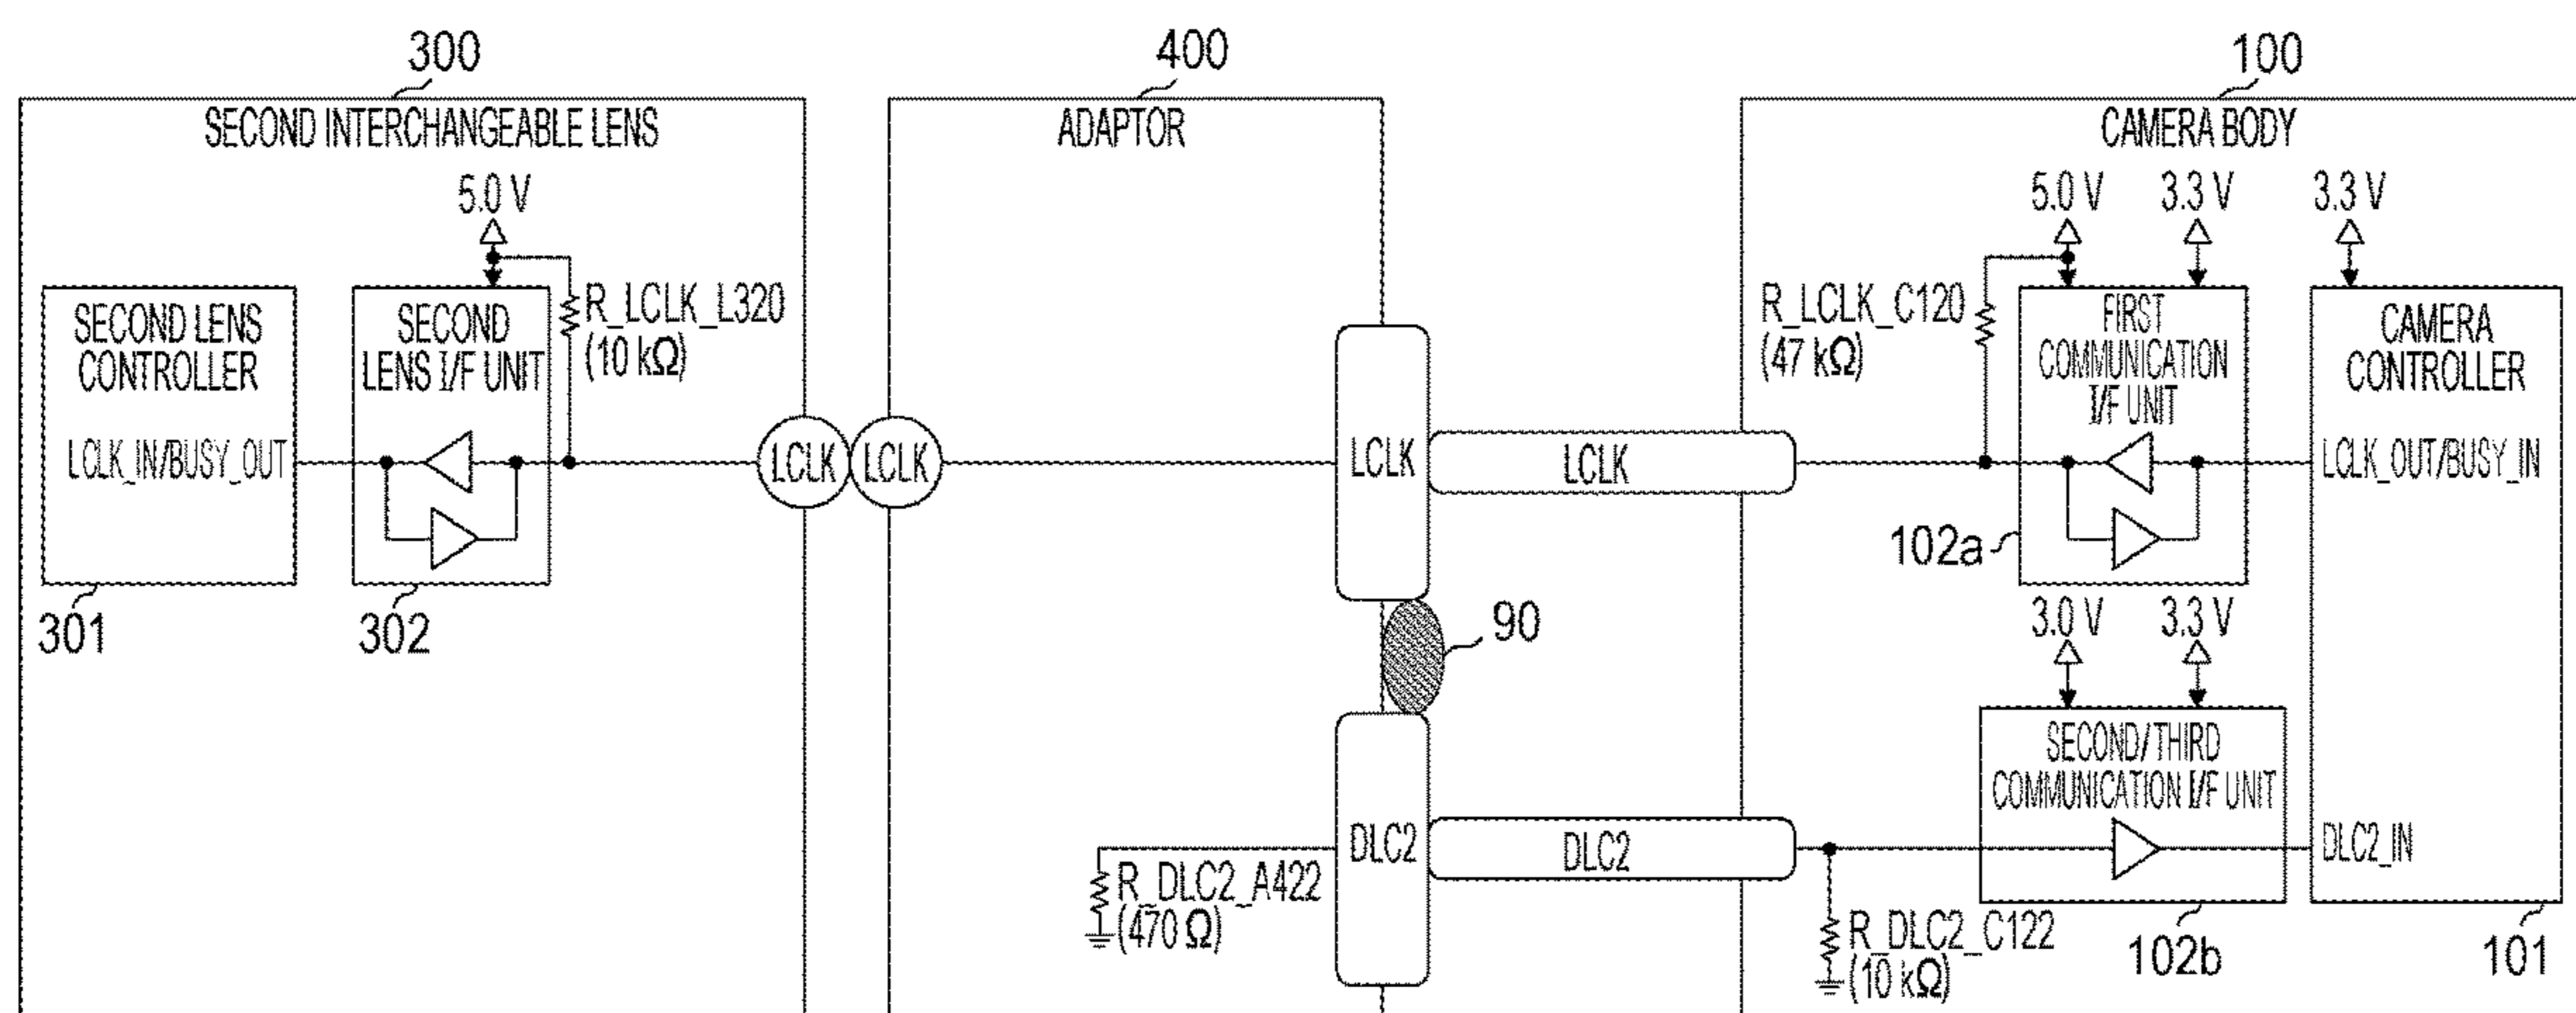 300
400
100
SECOND INTERCHANGEABLE LENS
ADAPTOR
CAMERA BODY
5.0 V
5.0 V
3.3 V
3.3 V
SECOND LENS
CONTROLLER
SECOND
LENS I/F UNIT
R_LCLK_L320
(10 kΩ)
R_LCLK_C120
(47 kΩ)
FIRST
COMMUNICATION
I/F UNIT
CAMERA
CONTROLLER
LCLK_IN/BUSY_OUT
LCLK
LCLK
LCLK
LCLK
LCLK_OUT/BUSY_IN
102a
301
302
90
3.0 V
3.3 V
SECOND/THIRD
COMMUNICATION I/F UNIT
DLC2
DLC2
DLC2_IN
R_DLC2_A422
(470 Ω)
R_DLC2_C122
(10 kΩ)
102b
101